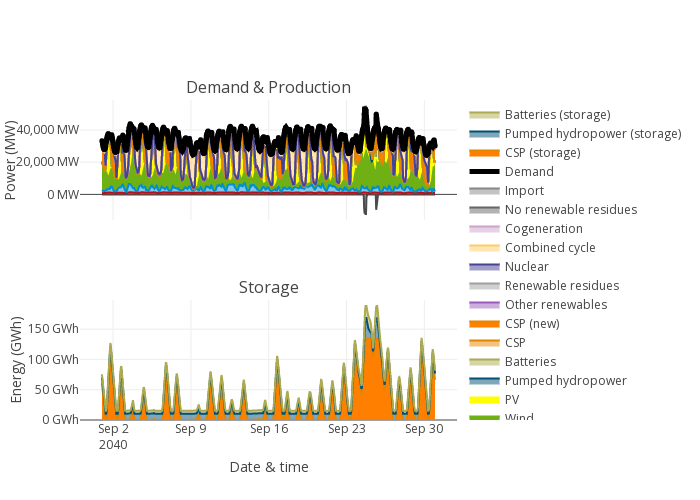 Demand & Production
Power (MW)
40,000 MW
20,000 MW
0 MW
Storage
Energy (GWh)
150 GWh
100 GWh
50 GWh
0 GWh
Sep 2
2040
Sep 9
Sep 16
Sep 23
Sep 30
Date & time
Batteries (storage)
Pumped hydropower (storage)
CSP (storage)
Demand
Import
No renewable residues
Cogeneration
Combined cycle
Nuclear
Renewable residues
Other renewables
CSP (new)
CSP
Batteries
Pumped hydropower
PV
Wind